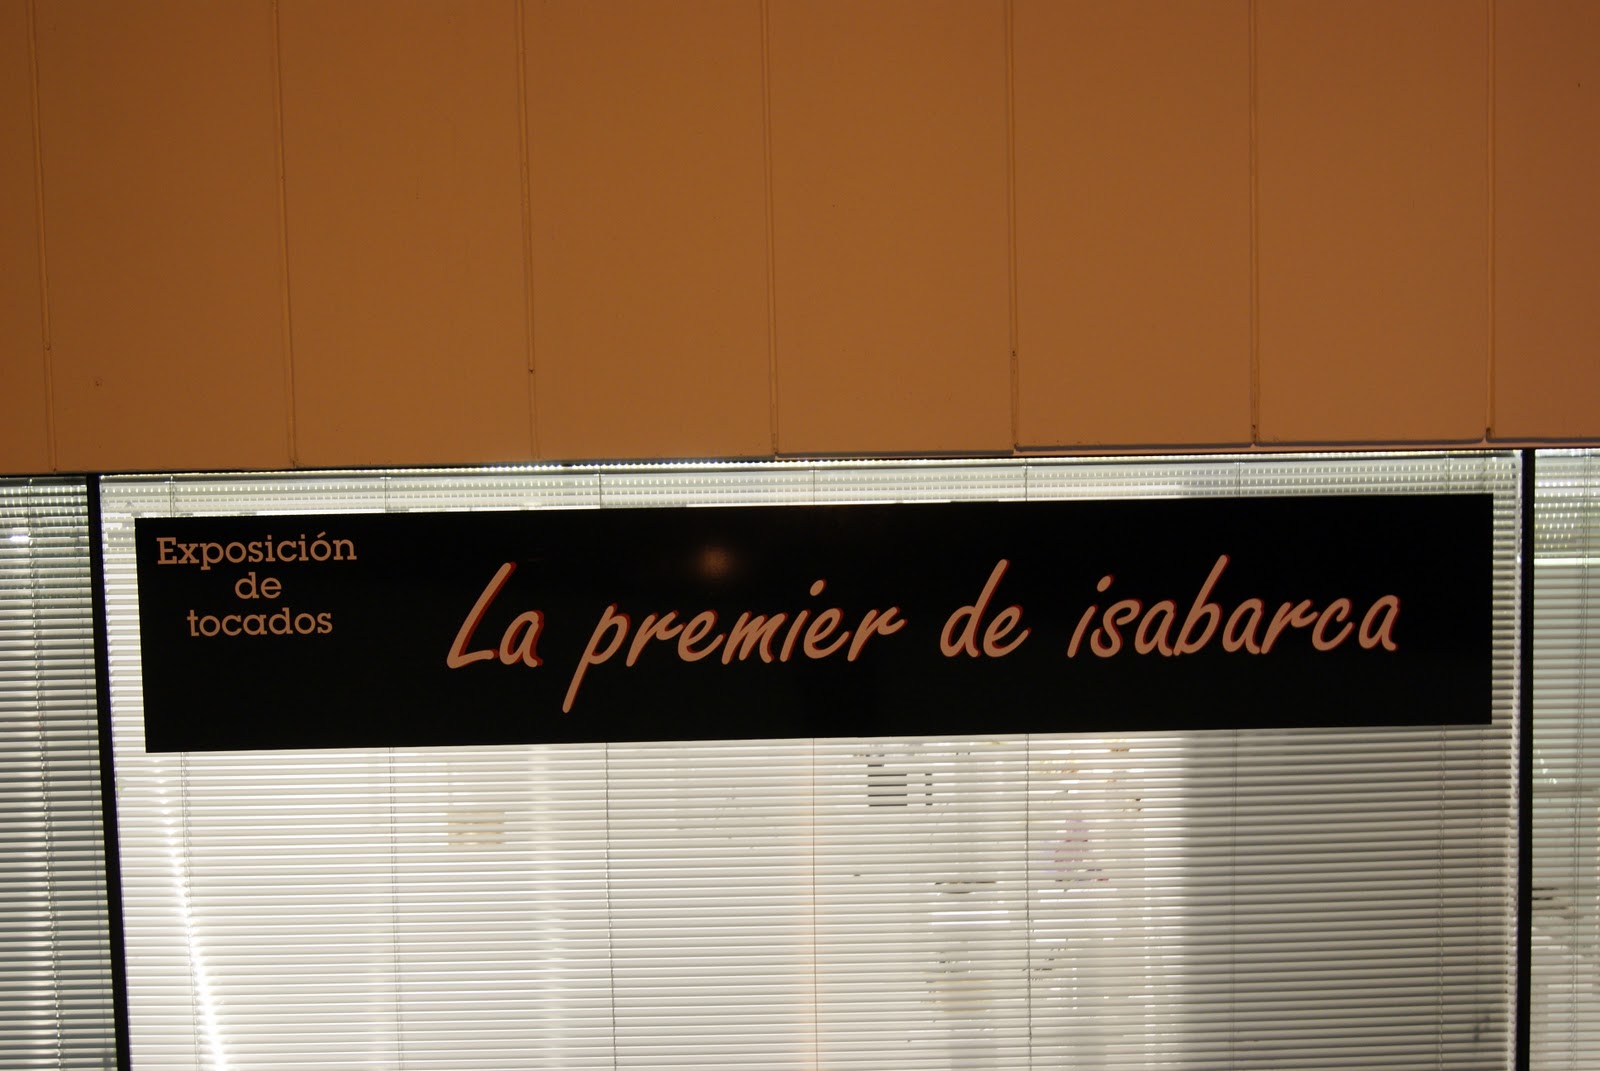 Exposición
de
tocados
La premier de isabarca